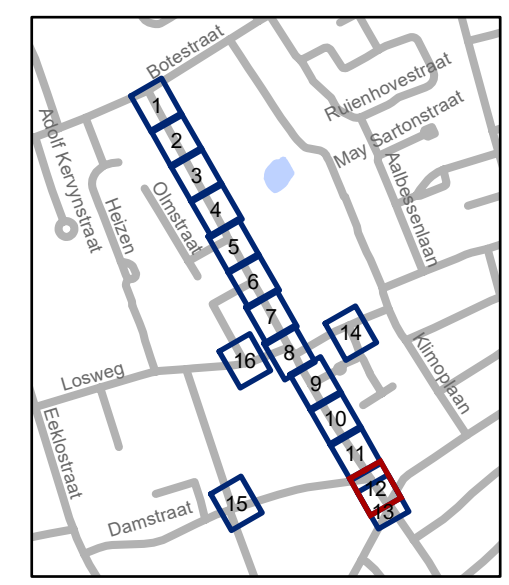 Botestraat
Ruienhovestraat
May Sartonstraat
Adolf Kervynstraat
Aalbessenlaan
Heizen
Olmstraat
1
2
3
4
5
6
7
8
9
10
11
12
13
14
15
16
Losweg
Klimoplaan
Eeklostraat
Damstraat